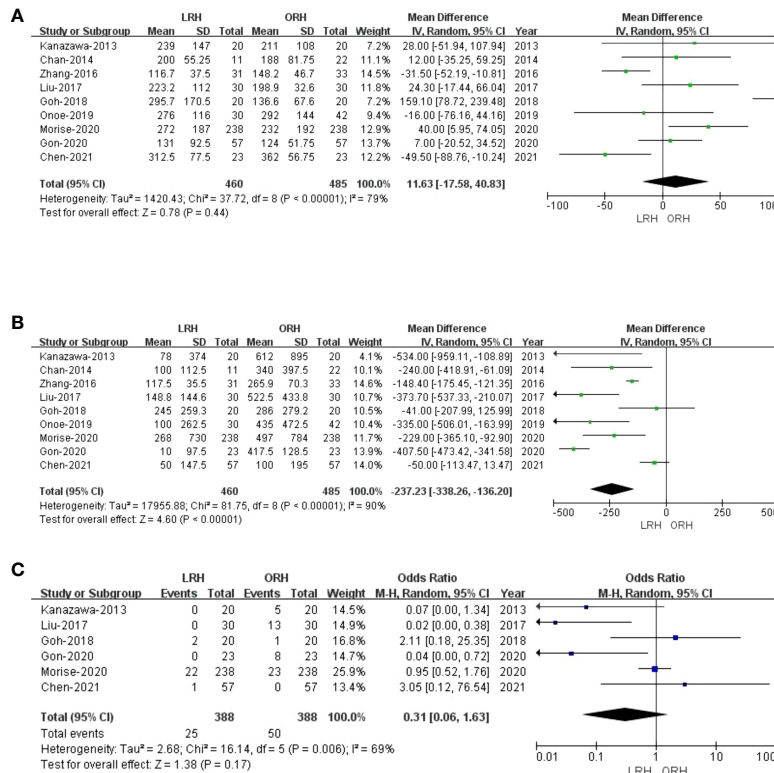 A
LRH ORH Mean Difference Mean Difference
Study or Subgroup Mean SD Total Mean SD Total Weight IV, Random, 95% CI Year IV, Random, 95% CI
Kanazawa-2013 239 147 20 211 108 20 7.2% 28.00 [-51.94, 107.94] 2013
Chan-2014 200 55.25 11 188 81.75 22 11.1% 12.00 [-35.25, 59.25] 2014
Zhang-2016 116.7 37.5 31 148.2 46.7 33 14.2% -31.50 [-52.19, -10.81] 2016
Liu-2017 223.2 112 30 198.9 32.6 30 11.8% 24.30 [-17.44, 66.04] 2017
Goh-2018 295.7 170.5 20 136.6 67.6 20 7.2% 159.10 [78.72, 239.48] 2018
Onoe-2019 276 116 30 292 144 42 9.4% -16.00 [-76.16, 44.16] 2019
Morise-2020 272 187 238 232 192 238 12.9% 40.00 [5.95, 74.05] 2020
Gon-2020 131 92.5 57 124 51.75 57 14.0% 7.00 [-20.52, 34.52] 2020
Chen-2021 312.5 77.5 23 362 56.75 23 12.2% -49.50 [-88.76, -10.24] 2021
Total (95% CI) 460 485 100.0% 11.63 [-17.58, 40.83]
Heterogeneity: Tau² = 1420.43; Chi² = 37.72, df = 8 (P < 0.00001); I² = 79%
Test for overall effect: Z = 0.78 (P = 0.44)
-100 -50 0 50 100
LRH ORH
B
LRH ORH Mean Difference Mean Difference
Study or Subgroup Mean SD Total Mean SD Total Weight IV, Random, 95% CI Year IV, Random, 95% CI
Kanazawa-2013 78 374 20 612 895 20 4.1% -534.00 [-959.11, -108.89] 2013
Chan-2014 100 112.5 11 340 397.5 22 10.1% -240.00 [-418.91, -61.09] 2014
Zhang-2016 117.5 35.5 31 265.9 70.3 33 14.6% -148.40 [-175.45, -121.35] 2016
Liu-2017 148.8 144.6 30 522.5 433.8 30 10.6% -373.70 [-537.33, -210.07] 2017
Goh-2018 245 259.3 20 286 279.2 20 10.5% -41.00 [-207.99, 125.99] 2018
Onoe-2019 100 262.5 30 435 472.5 42 10.3% -335.00 [-506.01, -163.99] 2019
Morise-2020 268 730 238 497 784 238 11.6% -229.00 [-365.10, -92.90] 2020
Gon-2020 10 97.5 23 417.5 128.5 23 14.0% -407.50 [-473.42, -341.58] 2020
Chen-2021 50 147.5 57 100 195 57 14.0% -50.00 [-113.47, 13.47] 2021
Total (95% CI) 460 485 100.0% -237.23 [-338.26, -136.20]
Heterogeneity: Tau² = 17955.88; Chi² = 81.75, df = 8 (P < 0.00001); I² = 90%
Test for overall effect: Z = 4.60 (P < 0.00001)
-500 -250 0 250 500
LRH ORH
C
LRH ORH Odds Ratio Odds Ratio
Study or Subgroup Events Total Events Total Weight M-H, Random, 95% CI Year M-H, Random, 95% CI
Kanazawa-2013 0 20 5 20 14.5% 0.07 [0.00, 1.34] 2013
Liu-2017 0 30 13 30 14.9% 0.02 [0.00, 0.38] 2017
Goh-2018 2 20 1 20 16.8% 2.11 [0.18, 25.35] 2018
Gon-2020 0 23 8 23 14.7% 0.04 [0.00, 0.72] 2020
Morise-2020 22 238 23 238 25.9% 0.95 [0.52, 1.76] 2020
Chen-2021 1 57 0 57 13.4% 3.05 [0.12, 76.54] 2021
Total (95% CI) 388 388 100.0% 0.31 [0.06, 1.63]
Total events 25 50
Heterogeneity: Tau² = 2.68; Chi² = 16.14, df = 5 (P = 0.006); I² = 69%
Test for overall effect: Z = 1.38 (P = 0.17)
0.01 0.1 1 10 100
LRH ORH